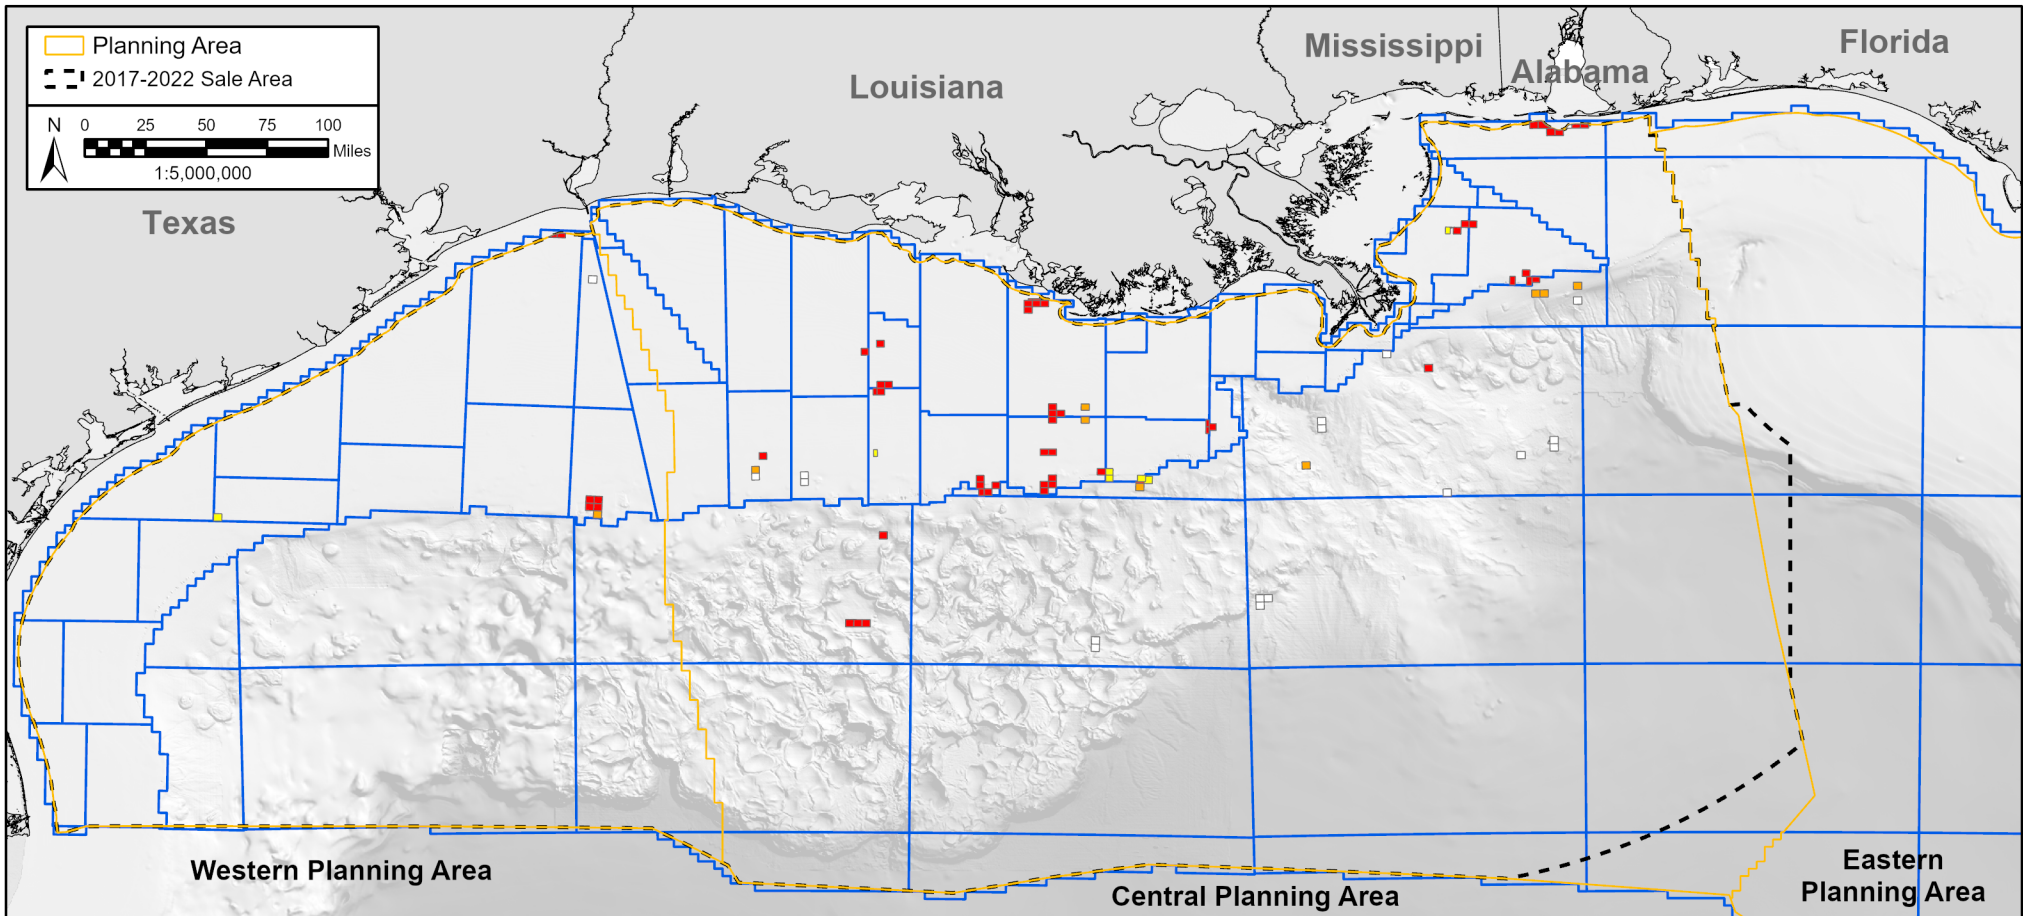 Planning Area
2017-2022 Sale Area
N
0 25 50 75 100
Miles
1:5,000,000
Texas
Louisiana
Mississippi
Alabama
Florida
Western Planning Area
Central Planning Area
Eastern
Planning Area